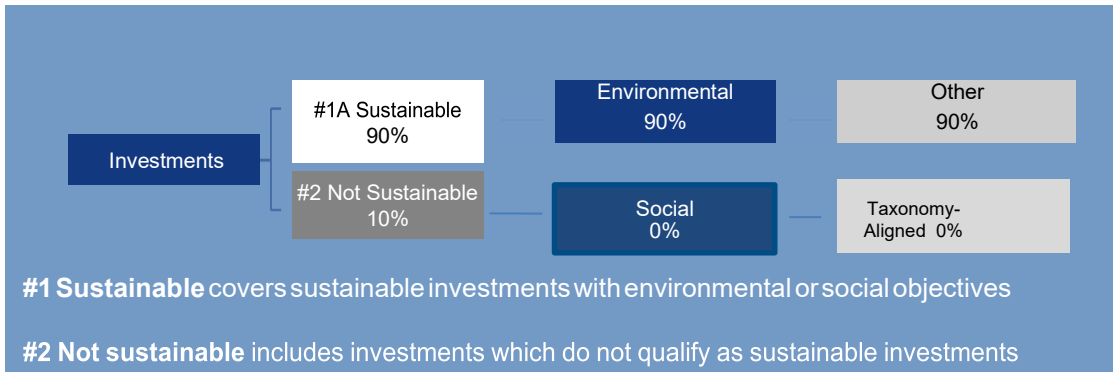 Investments
#1A Sustainable
90%
#2 Not Sustainable
10%
Environmental
90%
Social
0%
Other
90%
Taxonomy-
Aligned 0%
#1 Sustainable covers sustainable investments with environmental or social objectives
#2 Not sustainable includes investments which do not qualify as sustainable investments